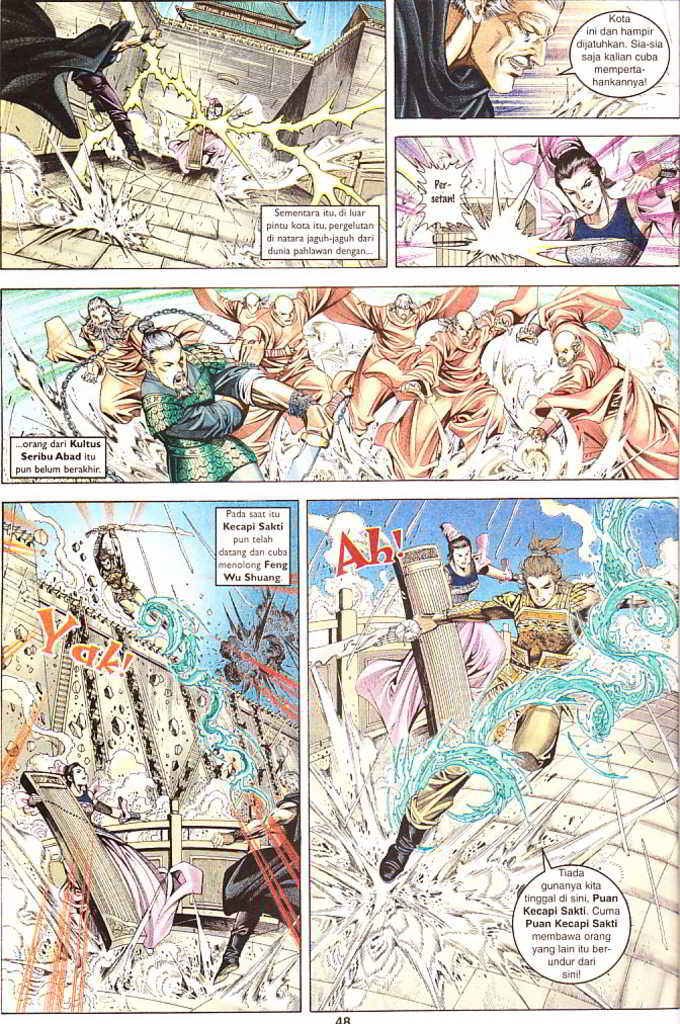 Sementara itu, di luar
pintu kota itu, pergelutan
di natara jaguh-jaguh dari
dunia pahlawan dengan...
Kota
ini dan hampir
dijatuhkan. Sia-sia
saja kalian cuba
memperta-
hankannya!
Per-
setan!
...orang dari Kultus
Seribu Abad itu
pun belum berakhir.
Pada saat itu
Kecapi Sakti
pun telah
datang dan cuba
menolong Feng
Wu Shuang.
Yak!
Ah!
Tiada
gunanya kita
tinggal di sini, Puan
Kecapi Sakti. Cuma
Puan Kecapi Sakti
membawa orang
yang lain itu ber-
undur dari
sini!
48